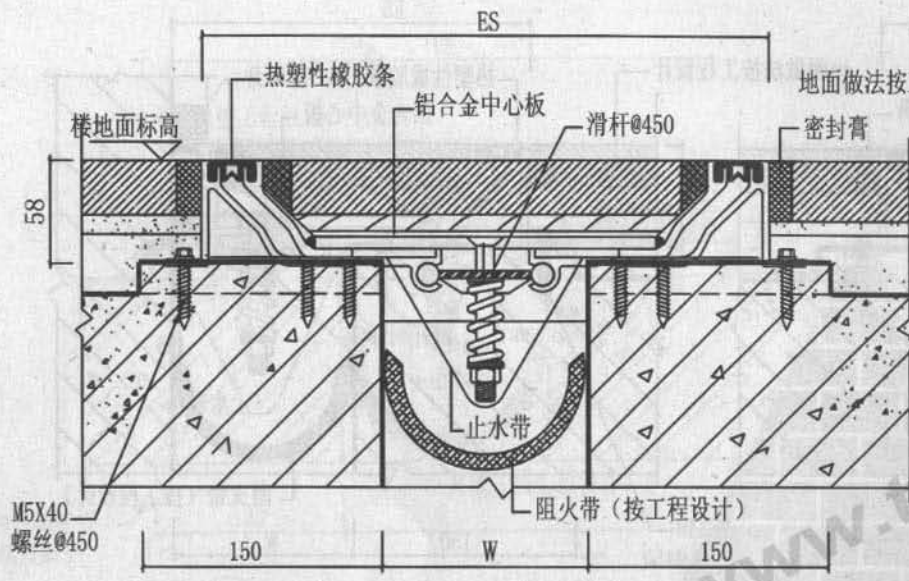 ES
热塑性橡胶条
铝合金中心板
滑杆@450
地面做法按
密封膏
楼地面标高
58
止水带
阻火带（按工程设计）
M5X40
螺丝@450
150
W
150
www.t